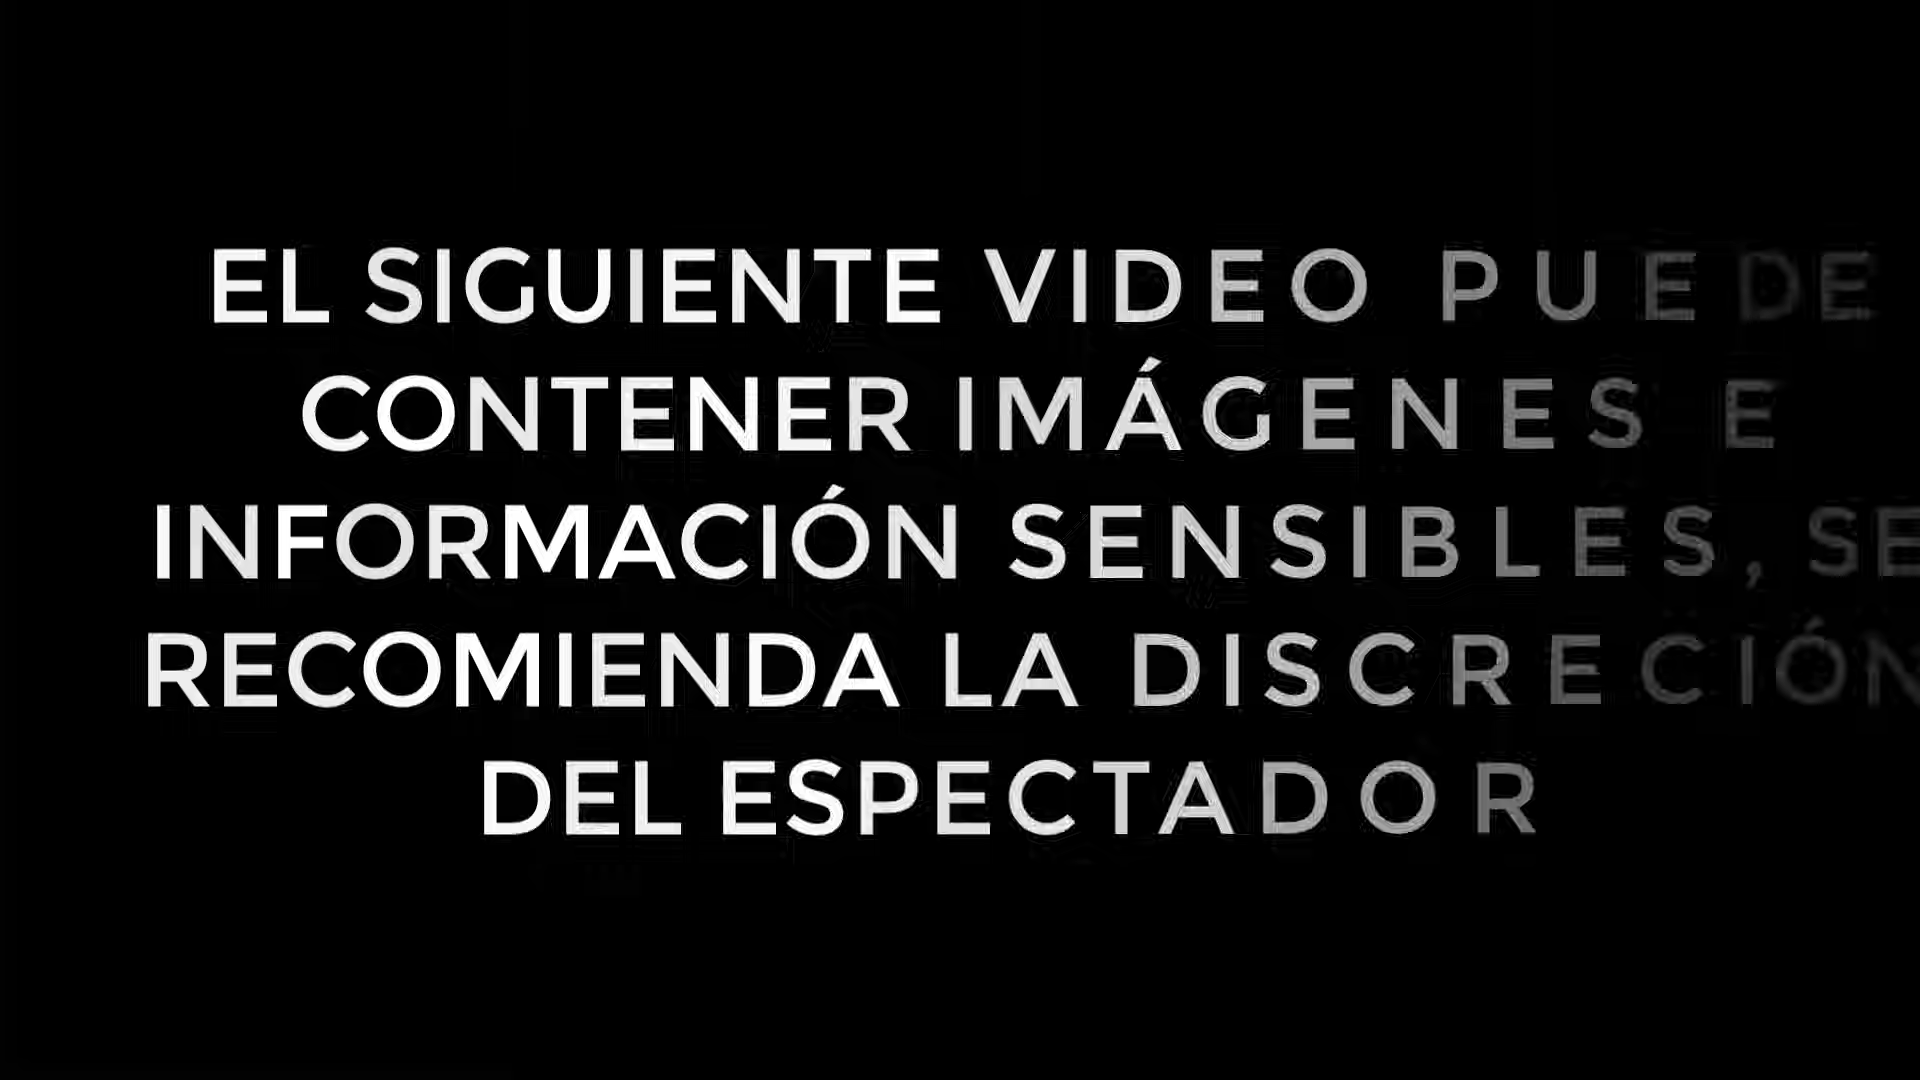 EL SIGUIENTE VIDEO PUEDE
CONTENER IMÁGENES E
INFORMACIÓN SENSIBLES, SE
RECOMIENDA LA DISCRECIÓN
DEL ESPECTADOR